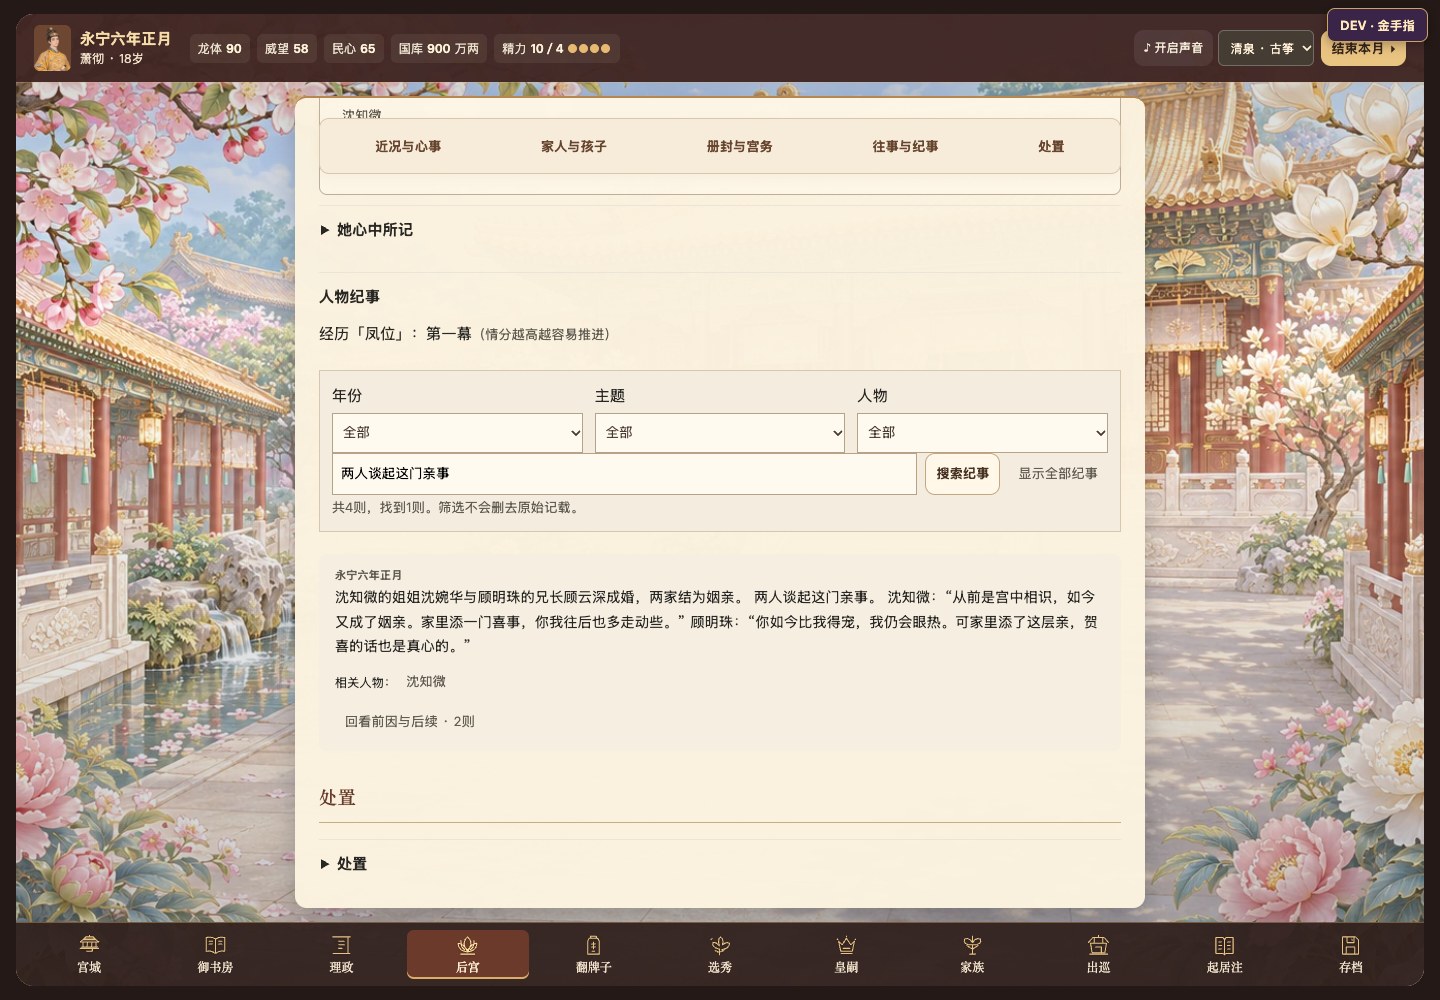 永宁六年正月
萧彻 · 18岁
龙体 90
威望 58
民心 65
国库 900 万两
精力 10 / 4
♪ 开启声音
清泉 · 古筝
结束本月
DEV · 金手指
沈知微
近况与心事
家人与孩子
册封与宫务
往事与纪事
处置
她心中所记
人物纪事
经历「凤位」：第一幕（情分越高越容易推进）
年份
主题
人物
全部
全部
全部
两人谈起这门亲事
搜索纪事
显示全部纪事
共4则，找到1则。筛选不会删去原始记载。
永宁六年正月
沈知微的姐姐沈婉华与顾明珠的兄长顾云深成婚，两家结为姻亲。 两人谈起这门亲事。 沈知微：“从前是宫中相识，如今
又成了姻亲。家里添一门喜事，你我往后也多走动些。” 顾明珠：“你如今比我得宠，我仍会眼热。可家里添了这层亲，贺
喜的话也是真心的。”
相关人物： 沈知微
回看前因与后续 · 2则
处置
处置
宫城
御书房
理政
后宫
翻牌子
选秀
皇嗣
家族
出巡
起居注
存档